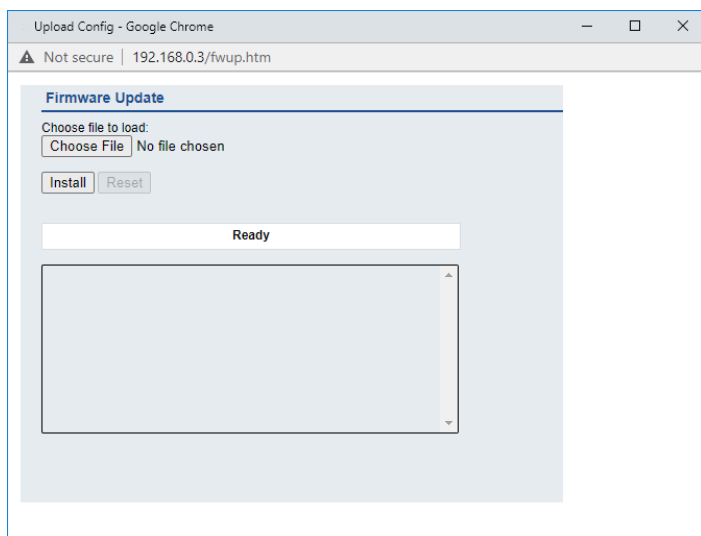 Upload Config - Google Chrome
Not secure | 192.168.0.3/fwup.htm
Firmware Update
Choose file to load:
Choose File No file chosen
Install Reset
Ready